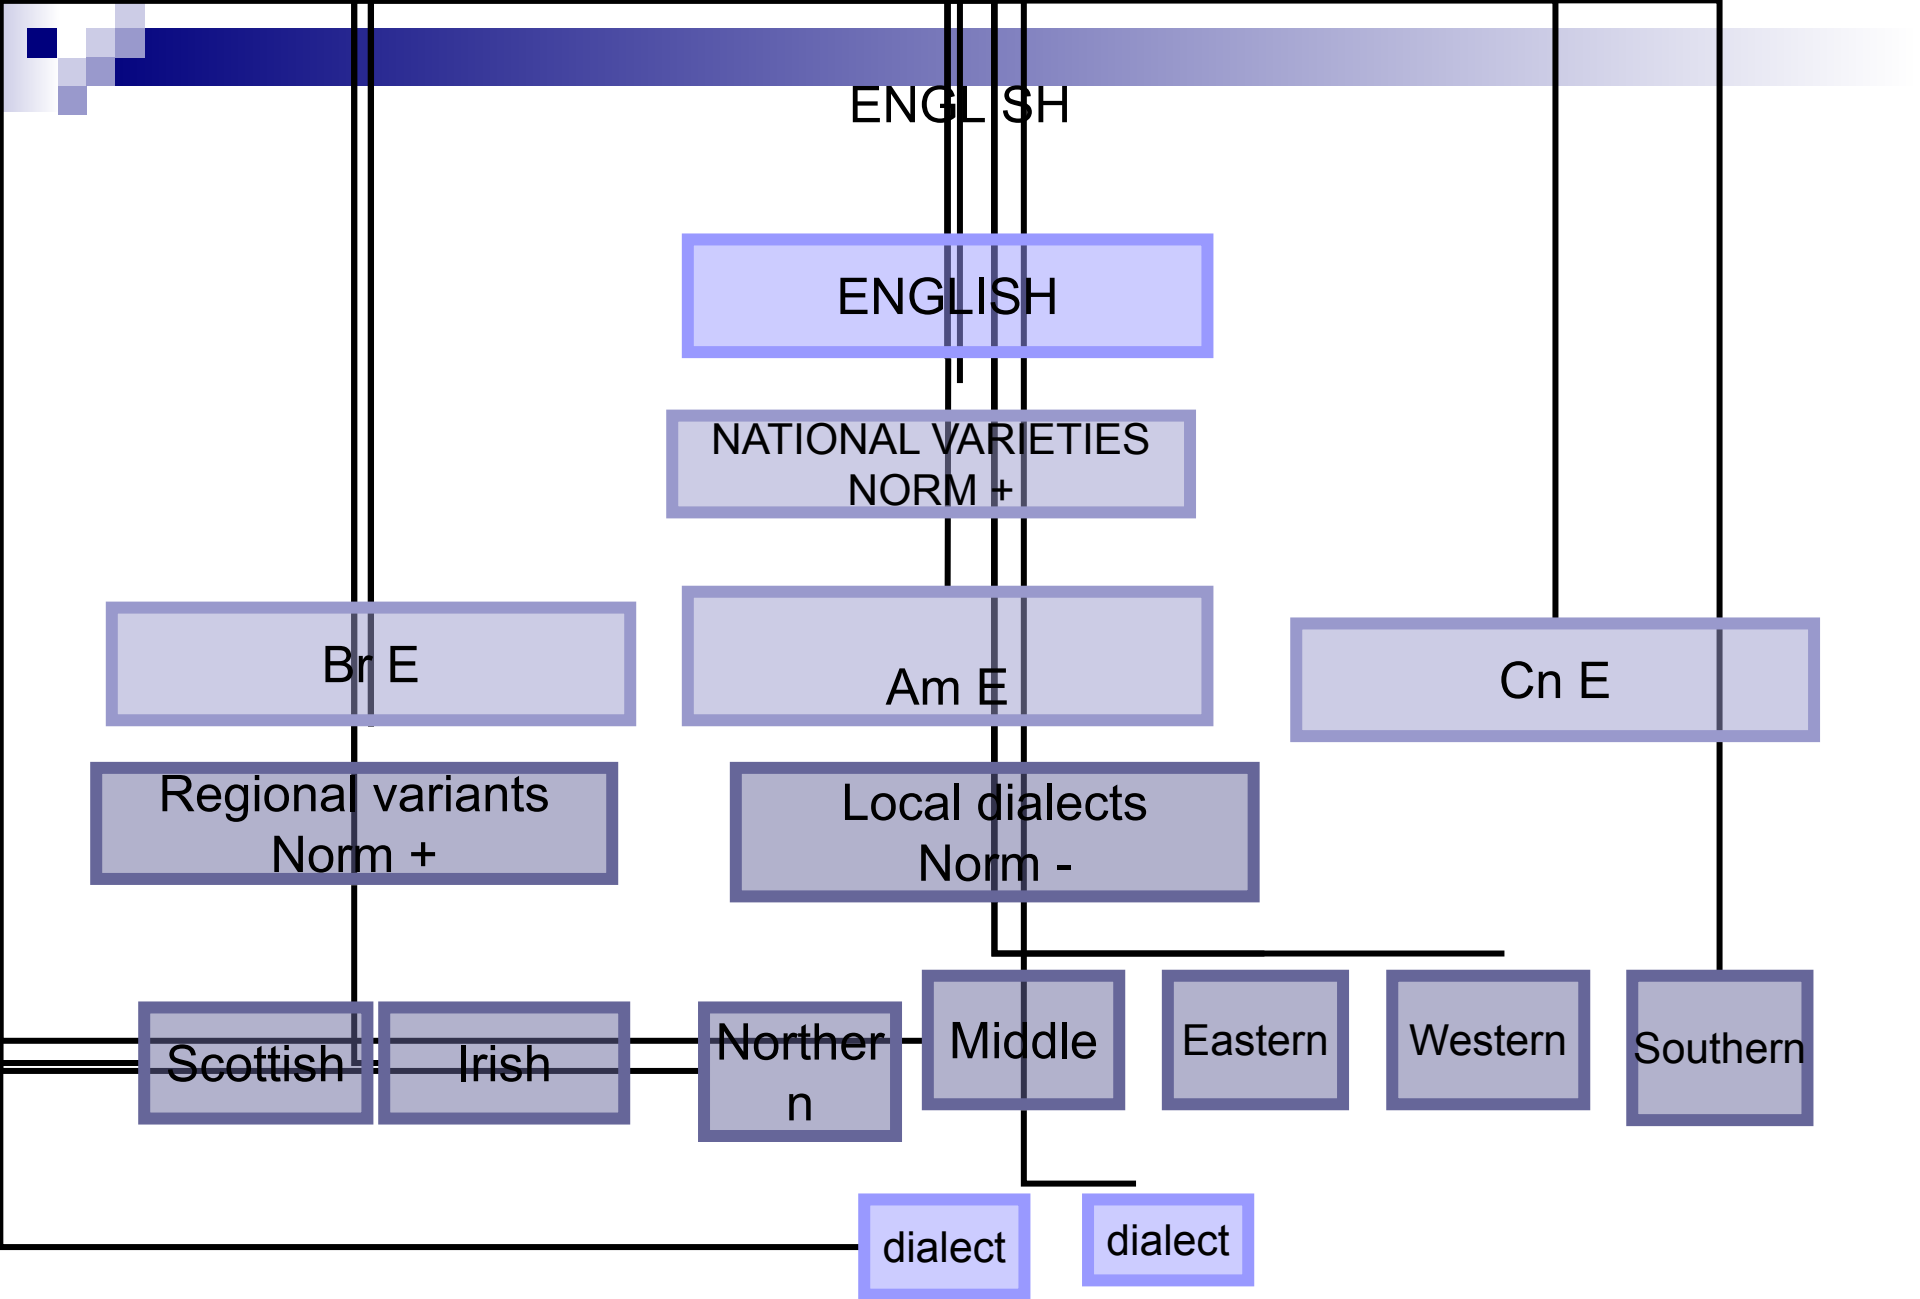 ENGLISH
ENGLISH
NATIONAL VARIETIES
NORM +
Br E
Am E
Cn E
Regional variants
Norm +
Local dialects
Norm -
Scottish
Irish
Norther
n
Middle
Eastern
Western
Southern
dialect
dialect